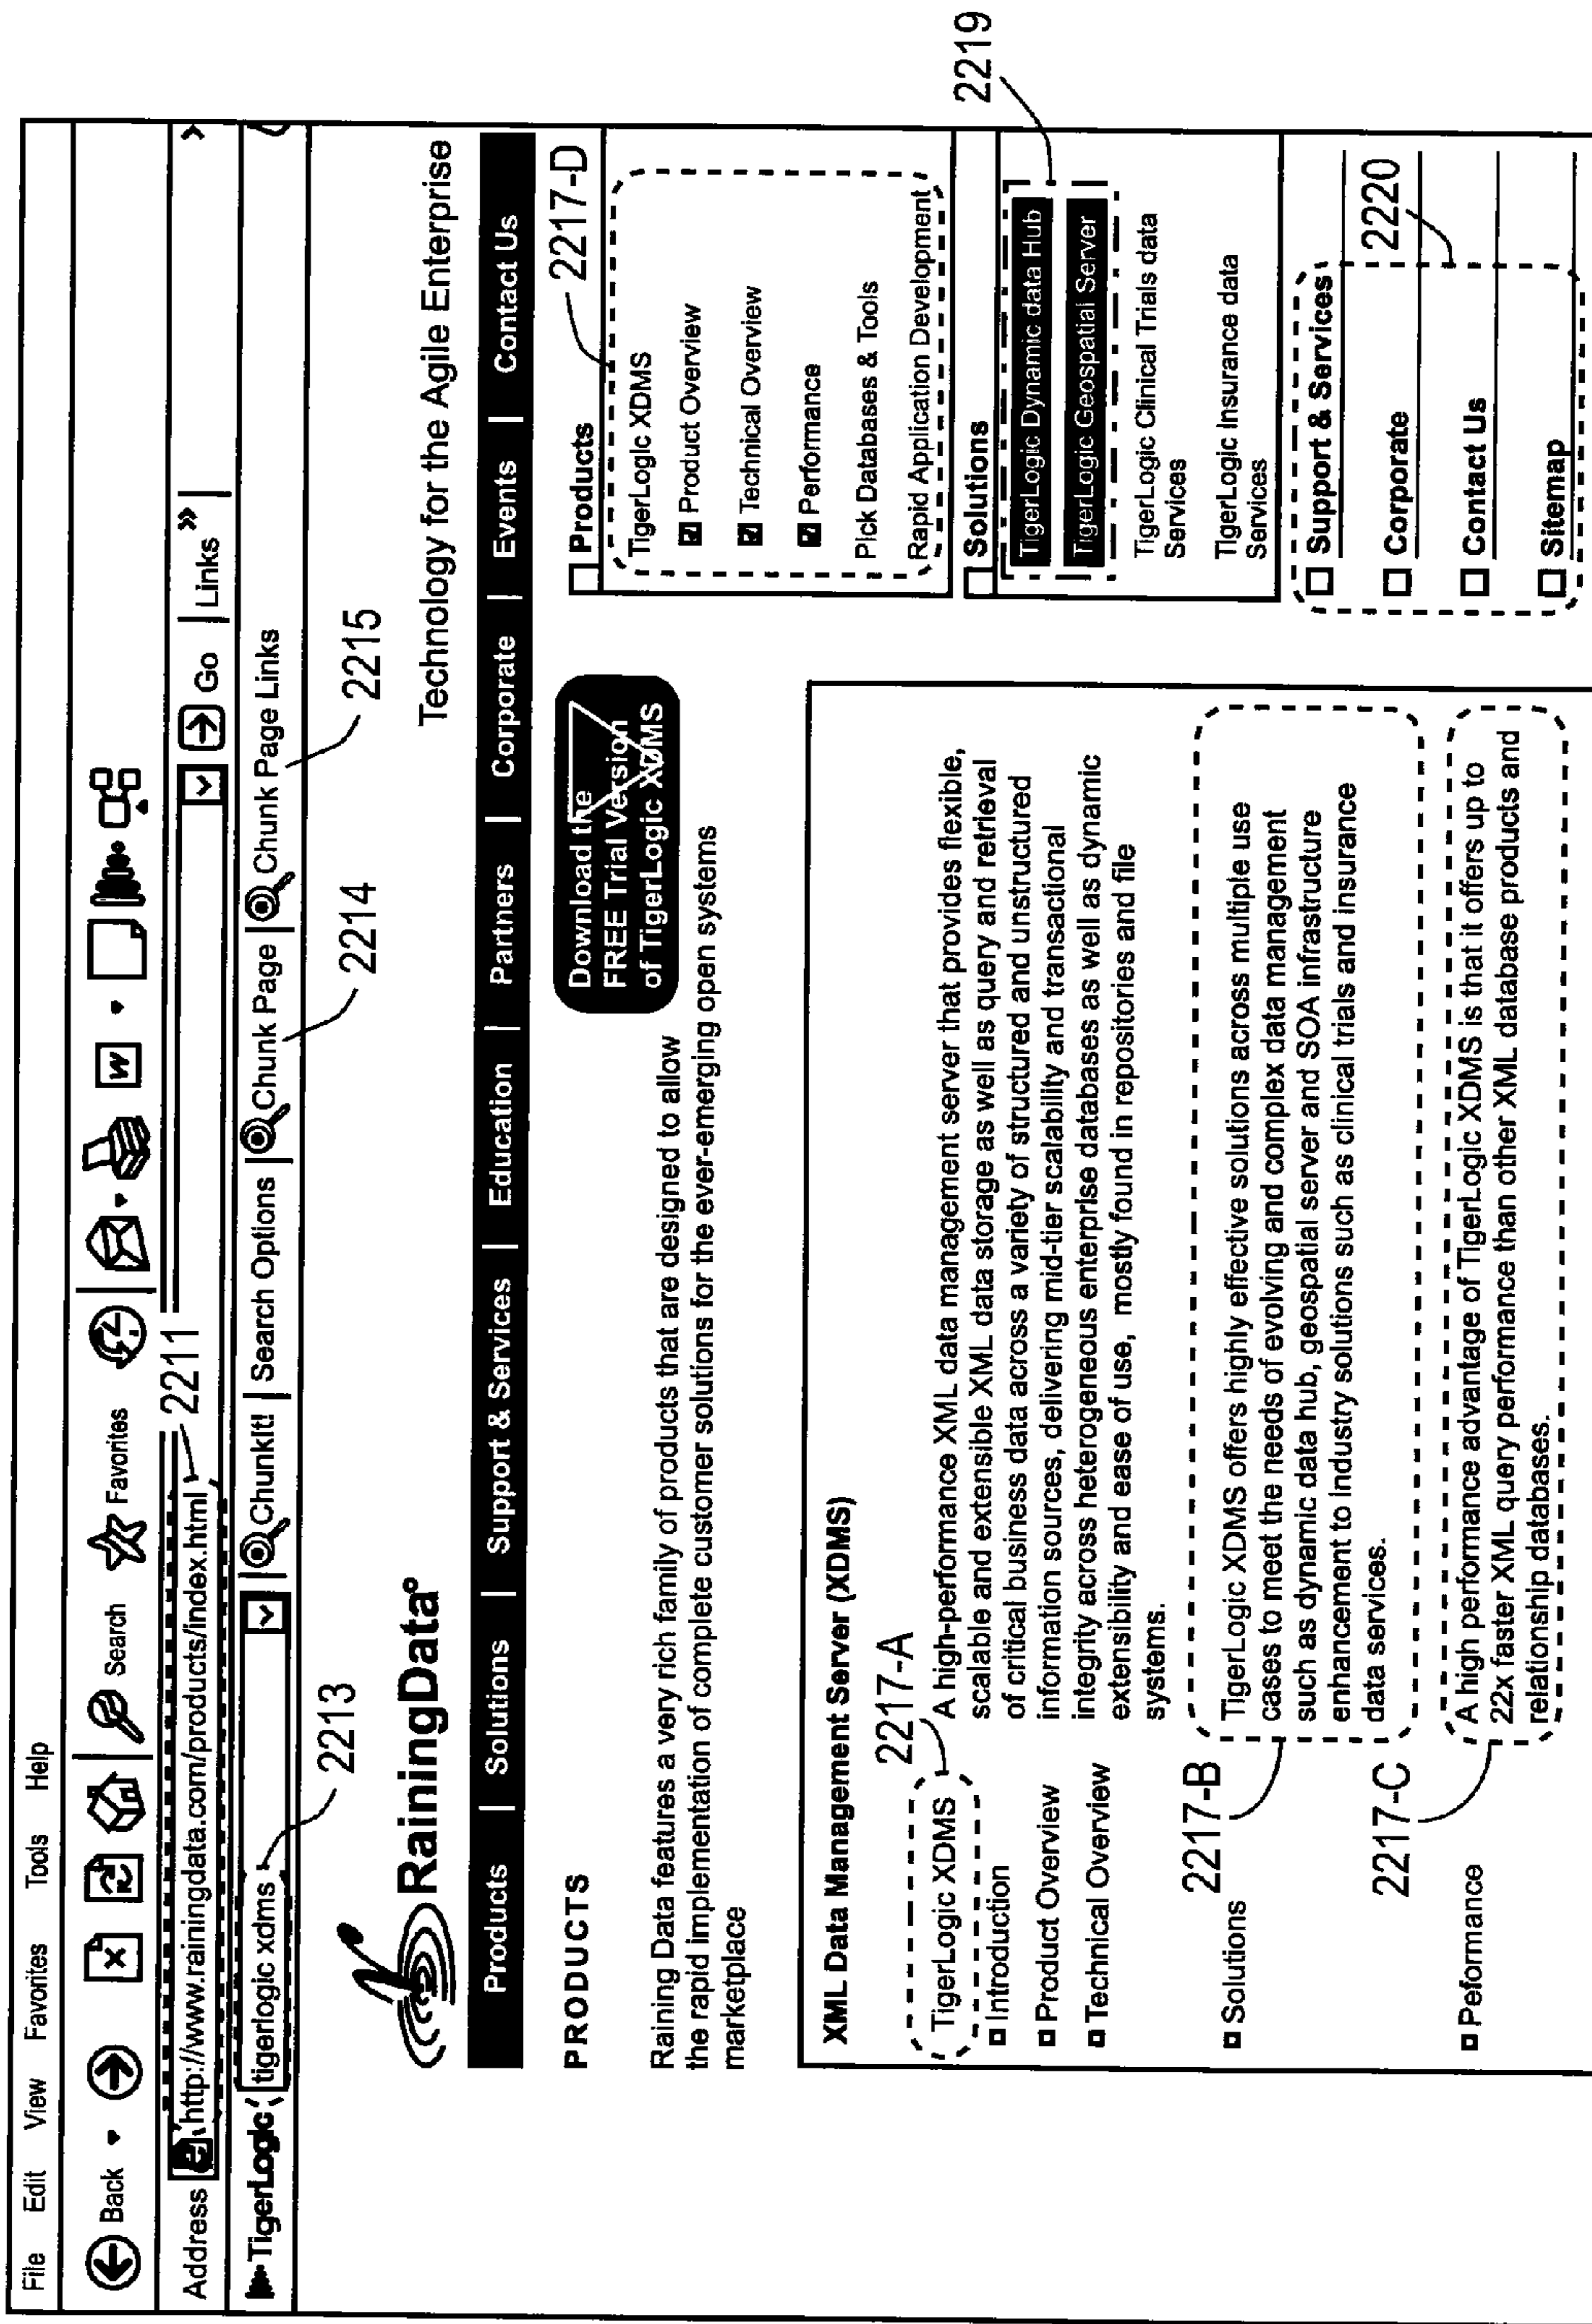 File Edit View Favorites Tools Help
Back Search Favorites
Address http://www.rainingdata.com/products/index.html 2211 Go Links »
TigerLogic tigerlogic xdms ChunkIt! Search Options Chunk Page Chunk Page Links
2213 2214 2215
RainingData
Technology for the Agile Enterprise
Products | Solutions | Support & Services | Education | Partners | Corporate | Events | Contact Us
PRODUCTS
Raining Data features a very rich family of products that are designed to allow
the rapid implementation of complete customer solutions for the ever-emerging open systems
marketplace
Download the
FREE Trial Version
of TigerLogic XDMS
XML Data Management Server (XDMS)
2217-A
TigerLogic XDMS
Introduction
Product Overview
Technical Overview
A high-performance XML data management server that provides flexible,
scalable and extensible XML data storage as well as query and retrieval
of critical business data across a variety of structured and unstructured
information sources, delivering mid-tier scalability and transactional
integrity across heterogeneous enterprise databases as well as dynamic
extensibility and ease of use, mostly found in repositories and file
systems.
2217-B
Solutions
TigerLogic XDMS offers highly effective solutions across multiple use
cases to meet the needs of evolving and complex data management
such as dynamic data hub, geospatial server and SOA infrastructure
enhancement to industry solutions such as clinical trials and insurance
data services.
2217-C
Peformance
A high performance advantage of TigerLogic XDMS is that it offers up to
22x faster XML query performance than other XML database products and
relationship databases.
Products
2217-D
TigerLogic XDMS
Product Overview
Technical Overview
Performance
Pick Databases & Tools
Rapid Application Development
Solutions
2219
TigerLogic Dynamic data Hub
TigerLogic Geospatial Server
TigerLogic Clinical Trials data
Services
TigerLogic Insurance data
Services
Support & Services
2220
Corporate
Contact Us
Sitemap